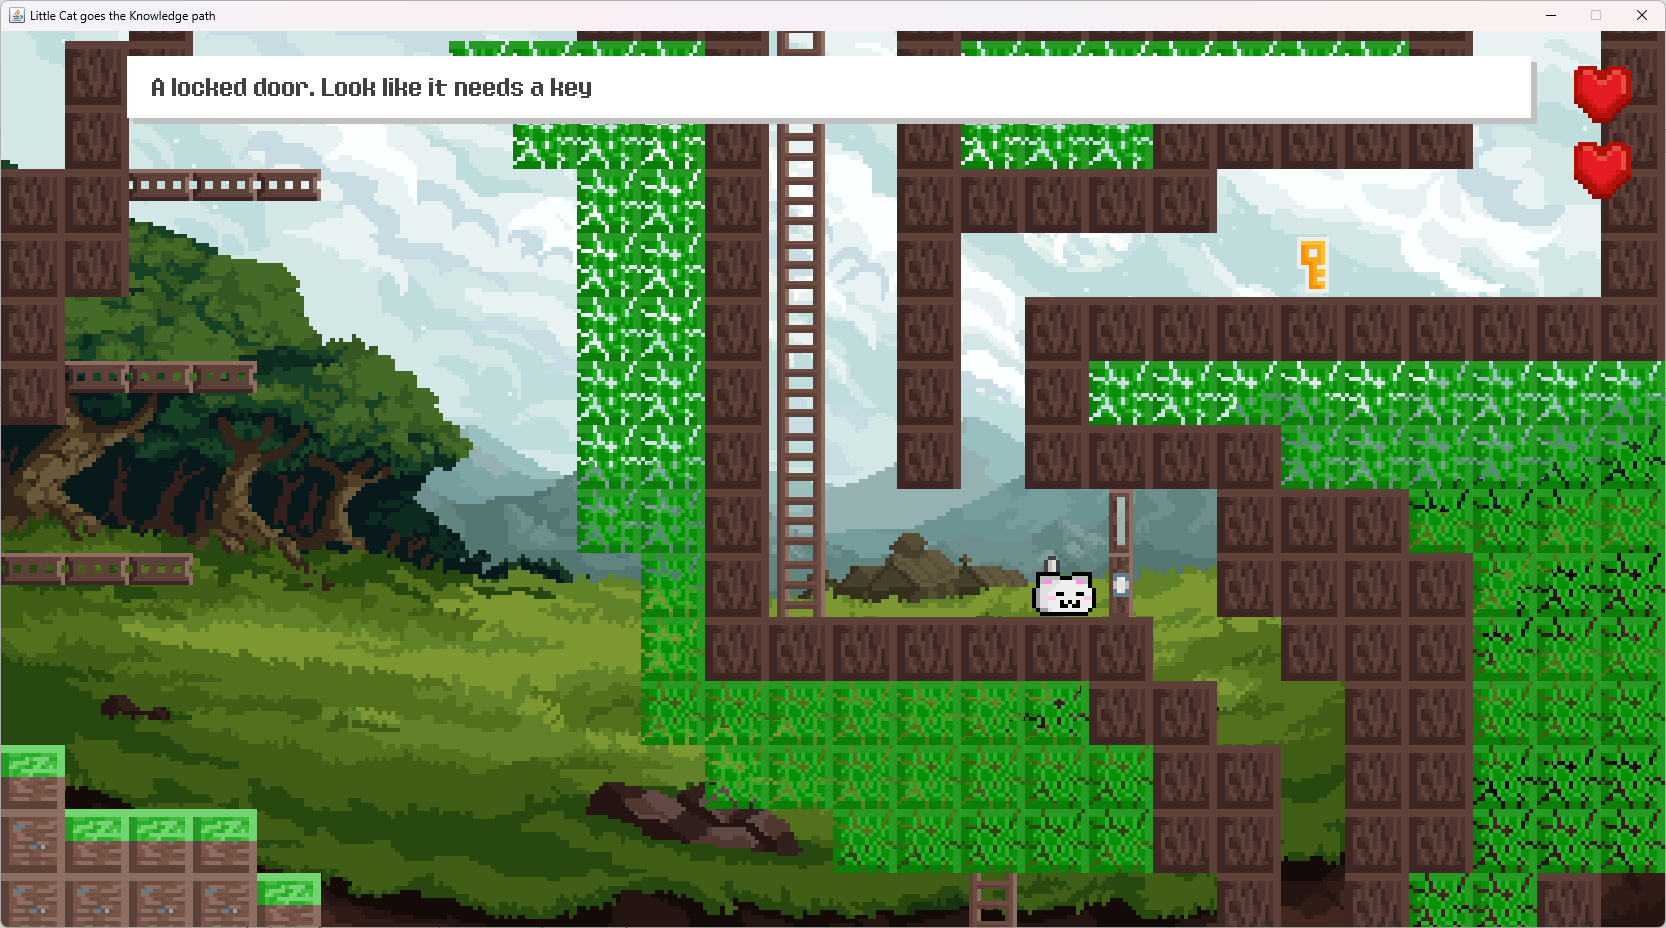 Little Cat goes the Knowledge path
A locked door. Look like it needs a key